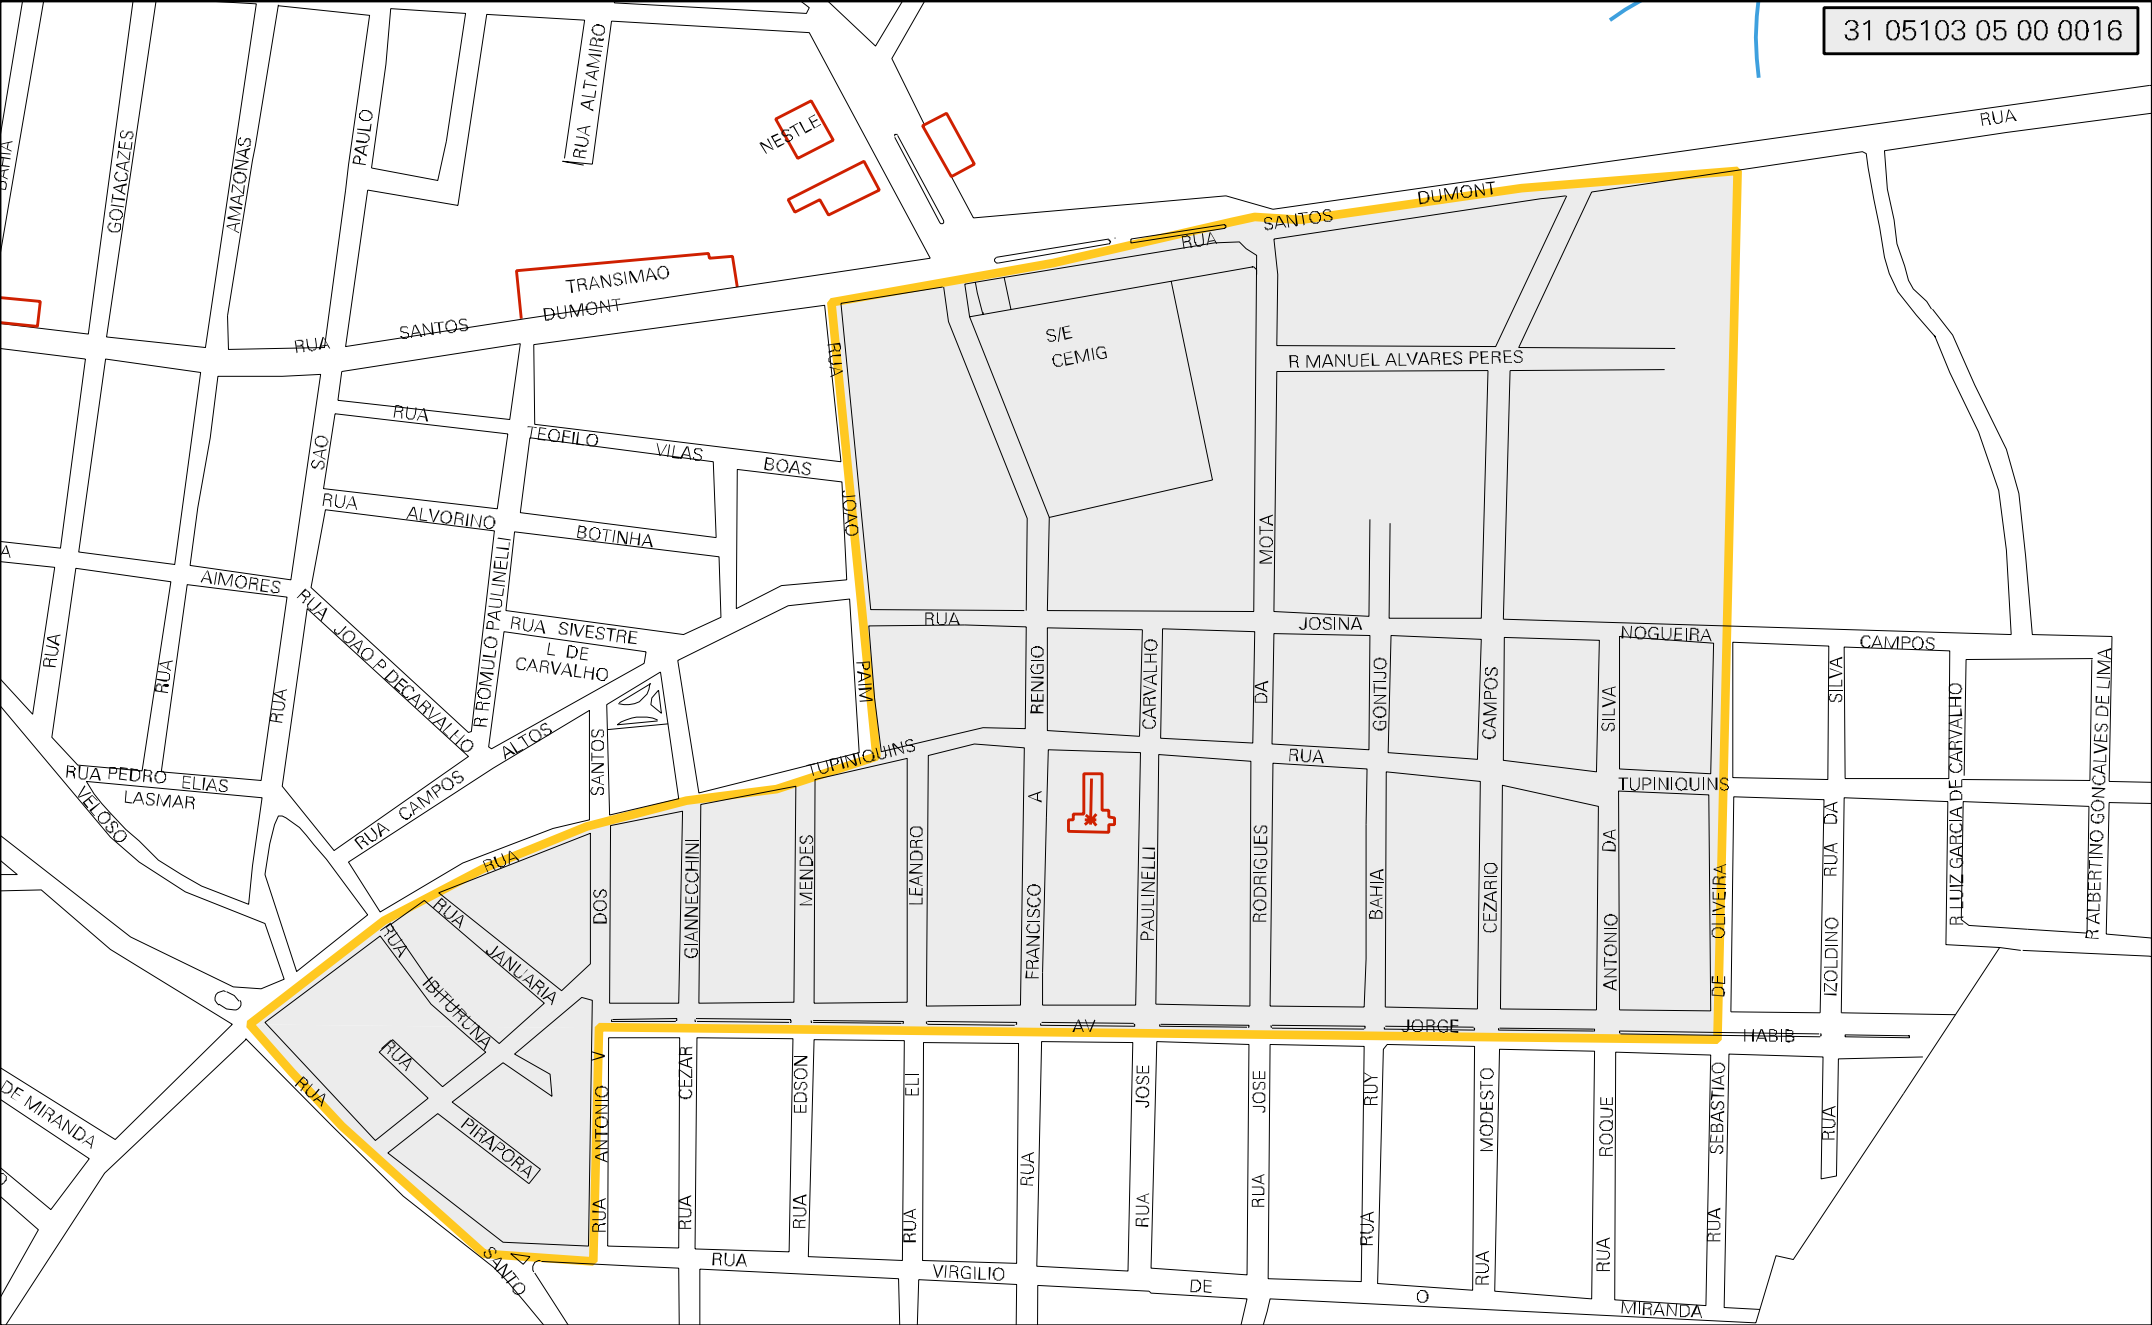 31 05103 05 00 0016
RUA
RUA ALTAMIRO
PAULO
GOITACAZES
AMAZONAS
NESTLE
DUMONT
SANTOS
RUA
TRANSIMAO
DUMONT
SANTOS
RUA
RUA
S/E
CEMIG
R MANUEL ALVARES PERES
RUA
TEOFILO
VILAS
BOAS
SAO
RUA
ALVORINO
BOTINHA
JOAO
MOTA
R ROMULO PAULINELLI
AIMORES
RUA JOAO P DECARVALHO
RUA SIVESTRE
L DE
CARVALHO
RUA
JOSINA
NOGUEIRA
CAMPOS
RUA
RUA
RUA
PAIM
RENIGIO
CARVALHO
DA
GONTIJO
CAMPOS
SILVA
SILVA
R LUIZ GARCIA DE CARVALHO
R ALBERTINO GONCALVES DE LIMA
ALTOS
CAMPOS
RUA
SANTOS
TUPINIQUINS
RUA
TUPINIQUINS
RUA PEDRO ELIAS
LASMAR
VELOSO
RUA
DOS
GIANNECCHINI
MENDES
LEANDRO
A
FRANCISCO
PAULINELLI
RODRIGUES
BAHIA
CEZARIO
DA
ANTONIO
OLIVEIRA
DE
RUA DA
IZOLDINO
RUA JANUARIA
RUA
IBITURUNA
RUA
PIRAPORA
AV
JORGE
HABIB
RUA
DE MIRANDA
V
ANTONIO
RUA
CEZAR
RUA
EDSON
RUA
ELI
RUA
RUA
JOSE
RUA
JOSE
RUA
RUY
RUA
MODESTO
RUA
ROQUE
RUA
SEBASTIAO
RUA
RUA
SANTO
RUA
VIRGILIO
DE
O
MIRANDA